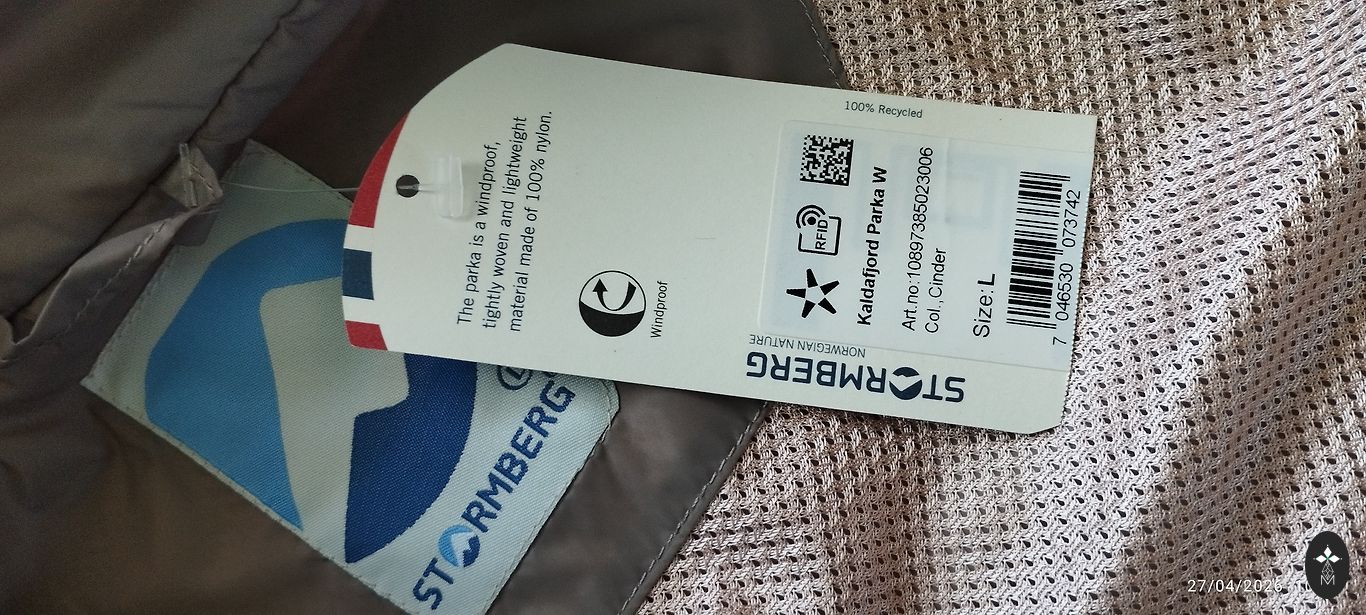 The parka is a windproof,
tightly woven and lightweight
material made of 100% nylon.
Windproof
100% Recycled
RFID
Kaldafjord Parka W
Art.no:10897385023006
Col.,Cinder
Size: L
7 046530 073742
STORMBERG
NORWEGIAN NATURE
L
STORMBERG
27/04/2026
M